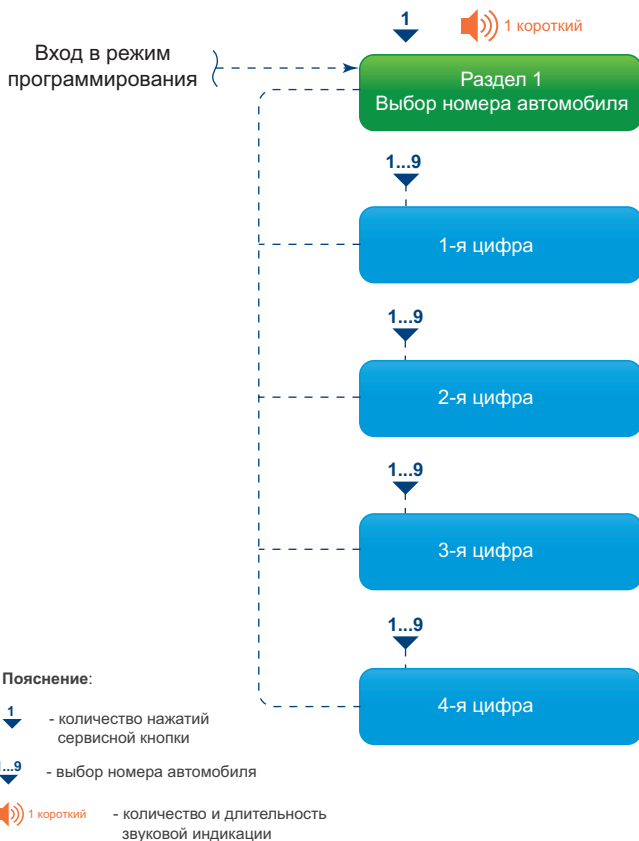 1
1 короткий
Вход в режим
программирования
Раздел 1
Выбор номера автомобиля
1...9
1-я цифра
1...9
2-я цифра
1...9
3-я цифра
1...9
4-я цифра
Пояснение:
1
- количество нажатий
сервисной кнопки
1...9
- выбор номера автомобиля
1 короткий
- количество и длительность
звуковой индикации